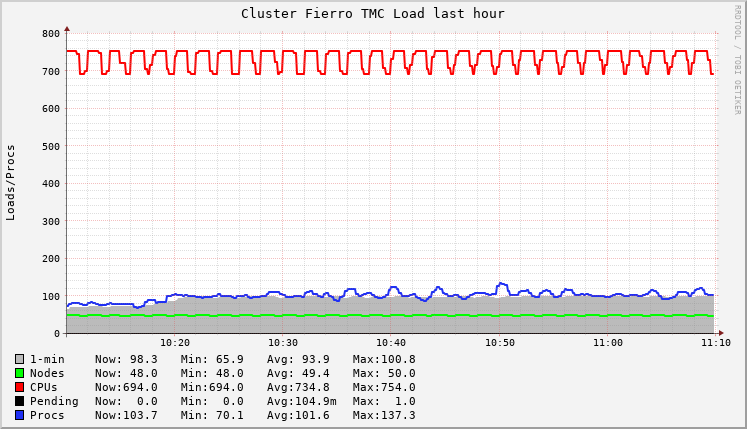 Cluster Fierro TMC Load last hour
RRDTOOL / TOBI OETIKER
Loads/Procs
800
700
600
500
400
300
200
100
0
10:20 10:30 10:40 10:50 11:00 11:10
1-min Now: 98.3 Min: 65.9 Avg: 93.9 Max:100.8
Nodes Now: 48.0 Min: 48.0 Avg: 49.4 Max: 50.0
CPUs Now:694.0 Min:694.0 Avg:734.8 Max:754.0
Pending Now: 0.0 Min: 0.0 Avg:104.9m Max: 1.0
Procs Now:103.7 Min: 70.1 Avg:101.6 Max:137.3